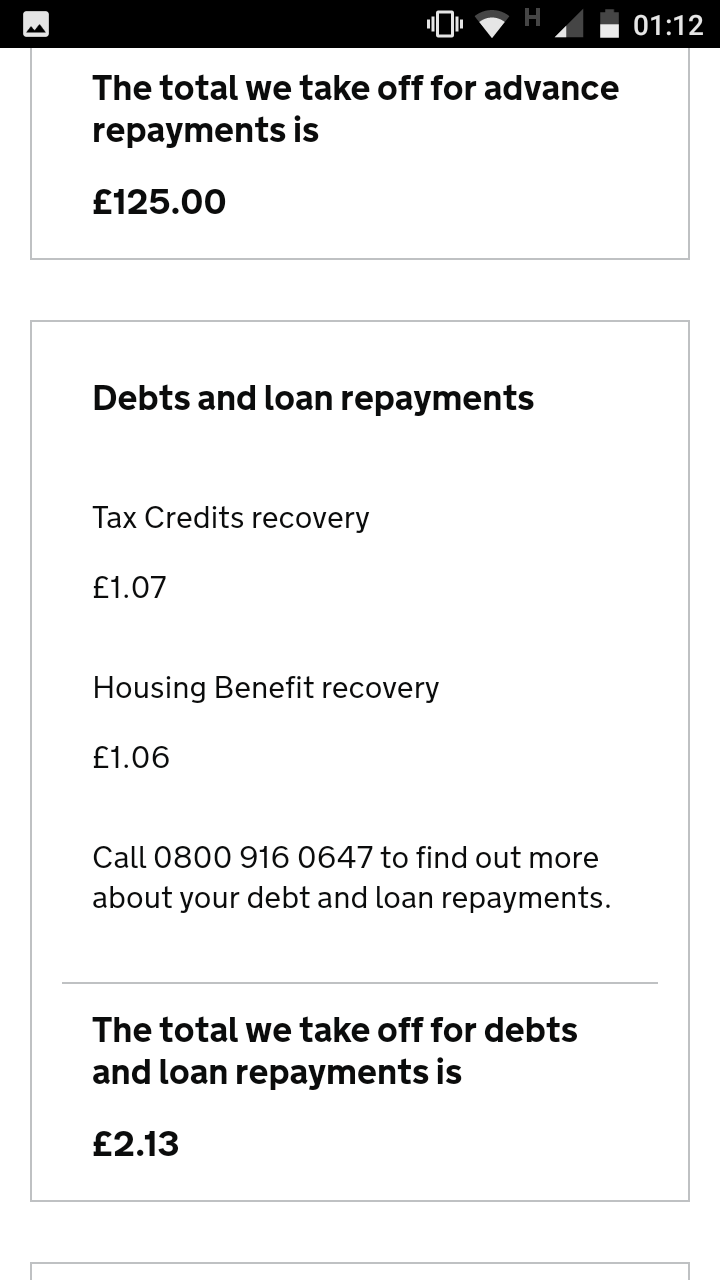 H 01:12
The total we take off for advance
repayments is
£125.00
Debts and loan repayments
Tax Credits recovery
£1.07
Housing Benefit recovery
£1.06
Call 0800 916 0647 to find out more
about your debt and loan repayments.
The total we take off for debts
and loan repayments is
£2.13